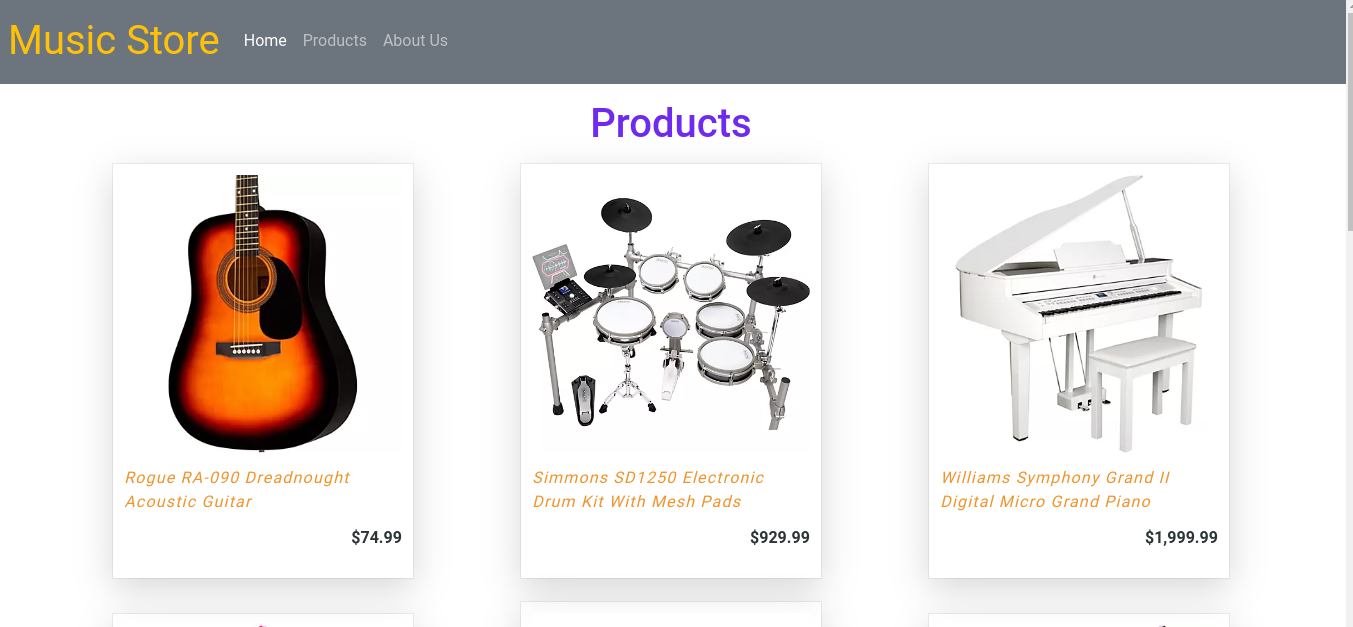 Music Store
Home
Products
About Us
Products
Rogue RA-090 Dreadnought
Acoustic Guitar
$74.99
Simmons SD1250 Electronic
Drum Kit With Mesh Pads
$929.99
Williams Symphony Grand II
Digital Micro Grand Piano
$1,999.99